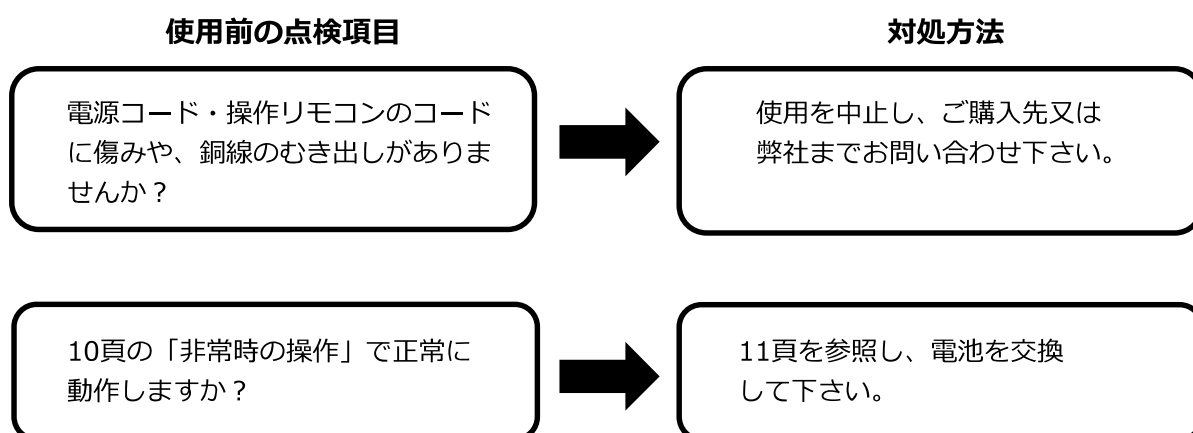 使用前の点検項目
対処方法
電源コード・操作リモコンのコード
に傷みや、銅線のむき出しがありま
せんか？
使用を中止し、ご購入先又は
弊社までお問い合わせ下さい。
10頁の「非常時の操作」で正常に
動作しますか？
11頁を参照し、電池を交換
して下さい。